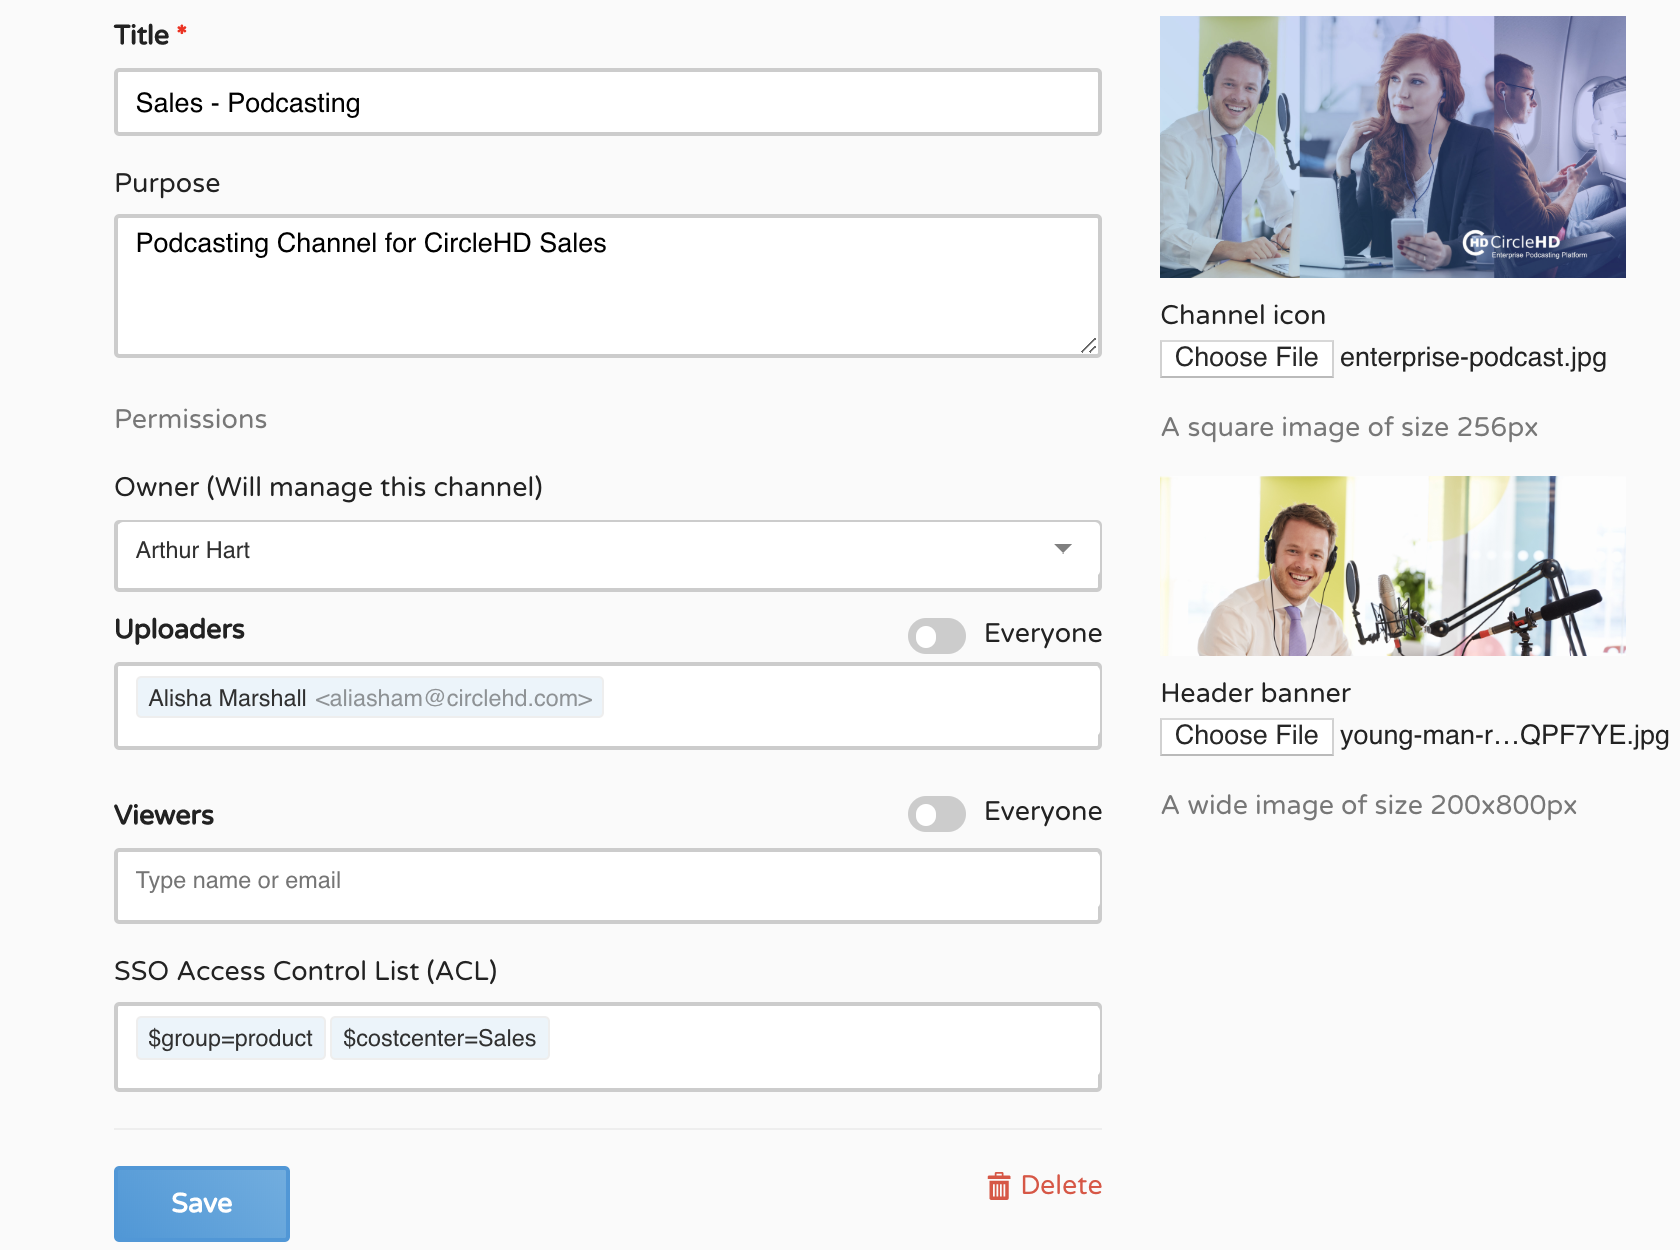 Title *
Sales - Podcasting
Purpose
Podcasting Channel for CircleHD Sales
Permissions
Owner (Will manage this channel)
Arthur Hart
Uploaders
Everyone
Alisha Marshall <aliasham@circlehd.com>
Viewers
Everyone
Type name or email
SSO Access Control List (ACL)
$group=product $costcenter=Sales
Save
Delete
HD CircleHD
Enterprise Podcasting Platform
Channel icon
Choose File enterprise-podcast.jpg
A square image of size 256px
Header banner
Choose File young-man-r…QPF7YE.jpg
A wide image of size 200x800px